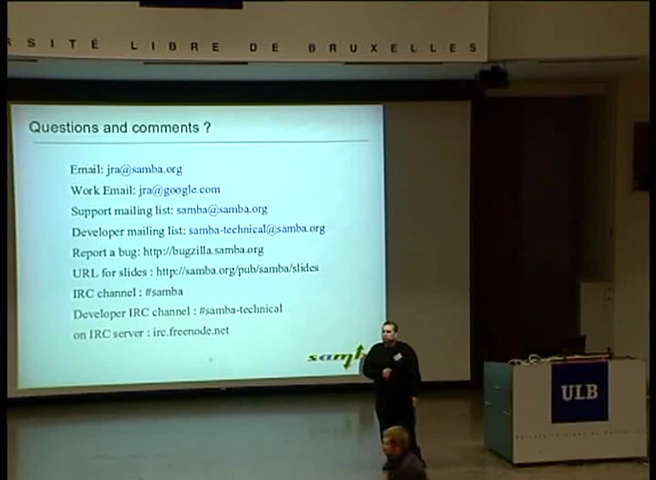 SITÉ LIBRE DE BRUXELLES
Questions and comments ?
Email: jra@samba.org
Work Email: jra@google.com
Support mailing list: samba@samba.org
Developer mailing list: samba-technical@samba.org
Report a bug: http://bugzilla.samba.org
URL for slides : http://samba.org/pub/samba/slides
IRC channel : #samba
Developer IRC channel : #samba-technical
on IRC server : irc.freenode.net
samb
ULB